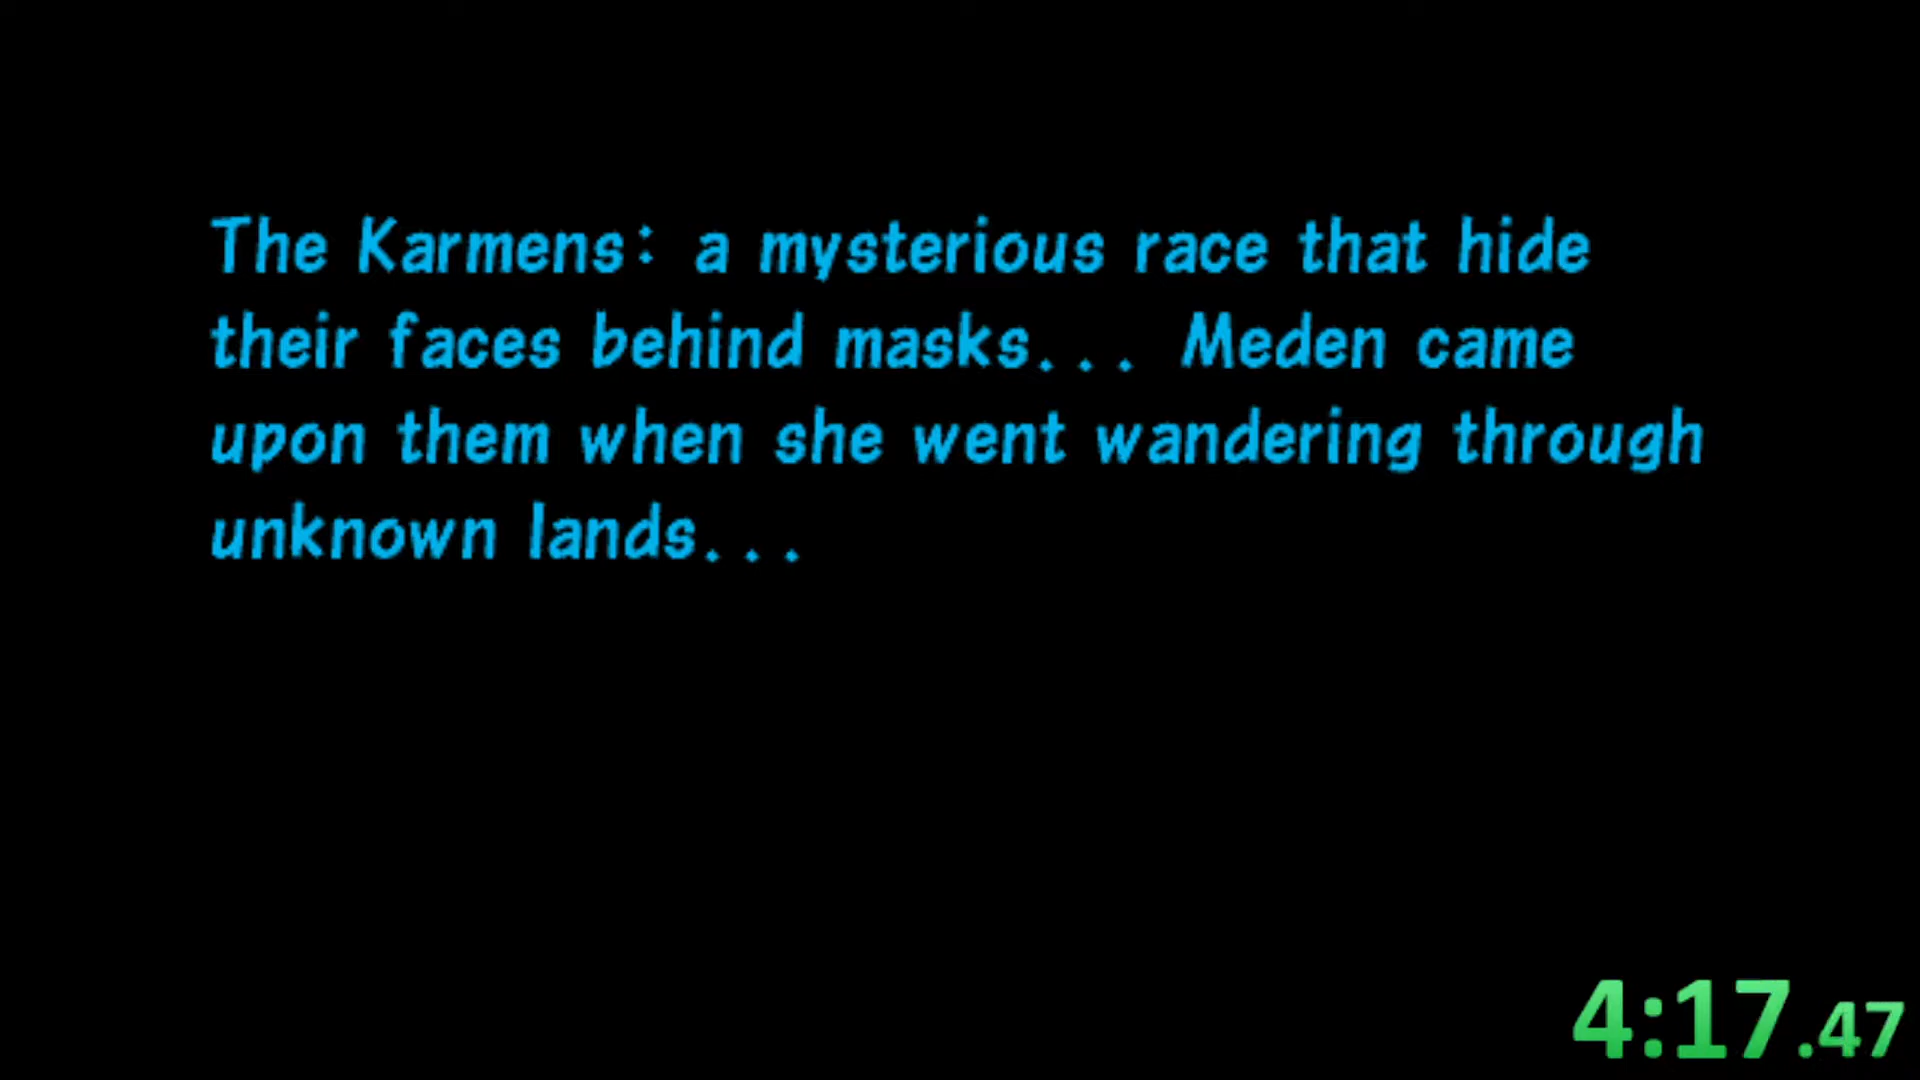 The Karmens: a mysterious race that hide
their faces behind masks... Meden came
upon them when she went wandering through
unknown lands...
4:17.47